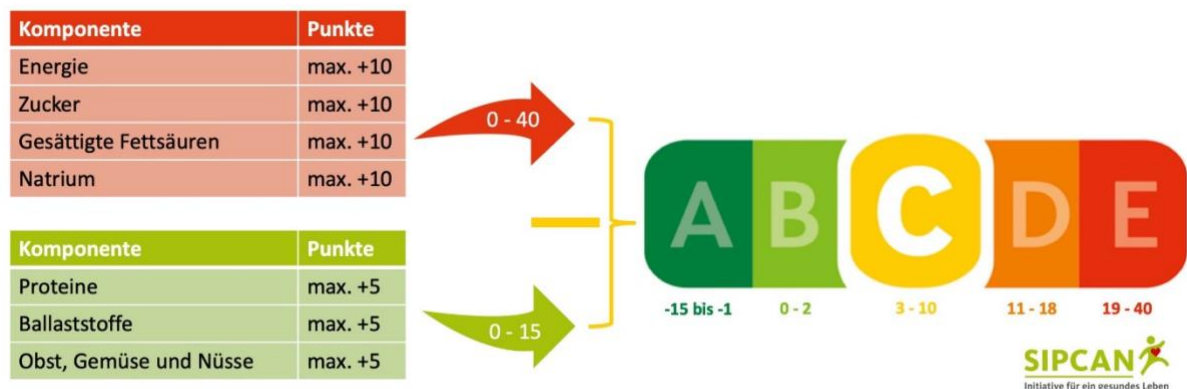 Komponente Punkte
Energie max. +10
Zucker max. +10
Gesättigte Fettsäuren max. +10
Natrium max. +10
0 - 40
Komponente Punkte
Proteine max. +5
Ballaststoffe max. +5
Obst, Gemüse und Nüsse max. +5
0 - 15
A B C D E
-15 bis -1 0 - 2 3 - 10 11 - 18 19 - 40
SIPCAN
Initiative für ein gesundes Leben